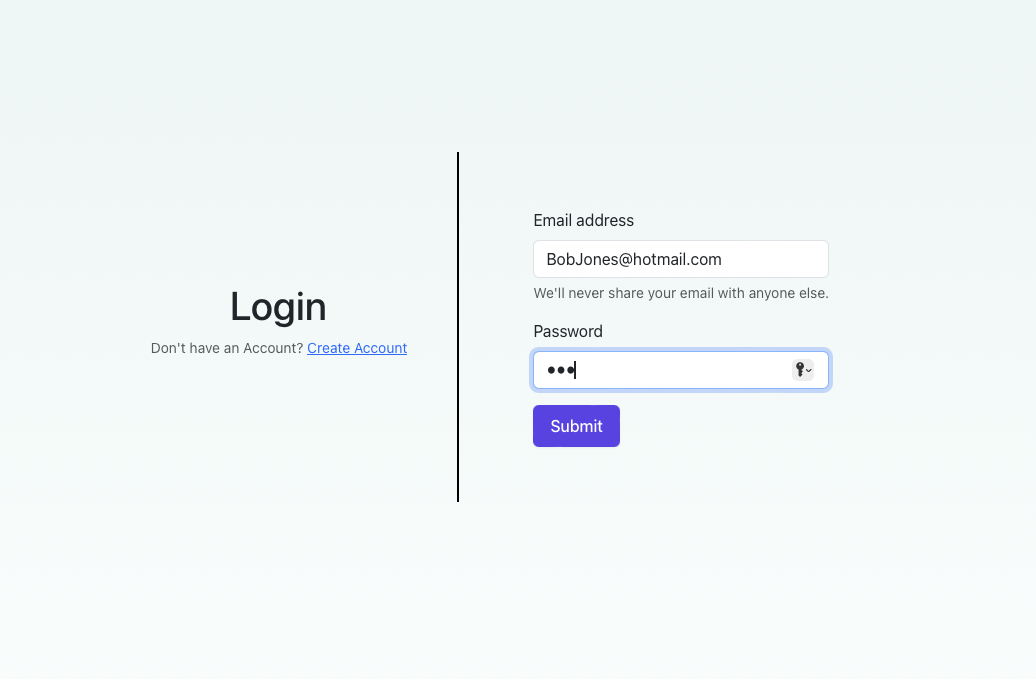 Login
Don't have an Account? Create Account
Email address
BobJones@hotmail.com
We'll never share your email with anyone else.
Password
•••
Submit